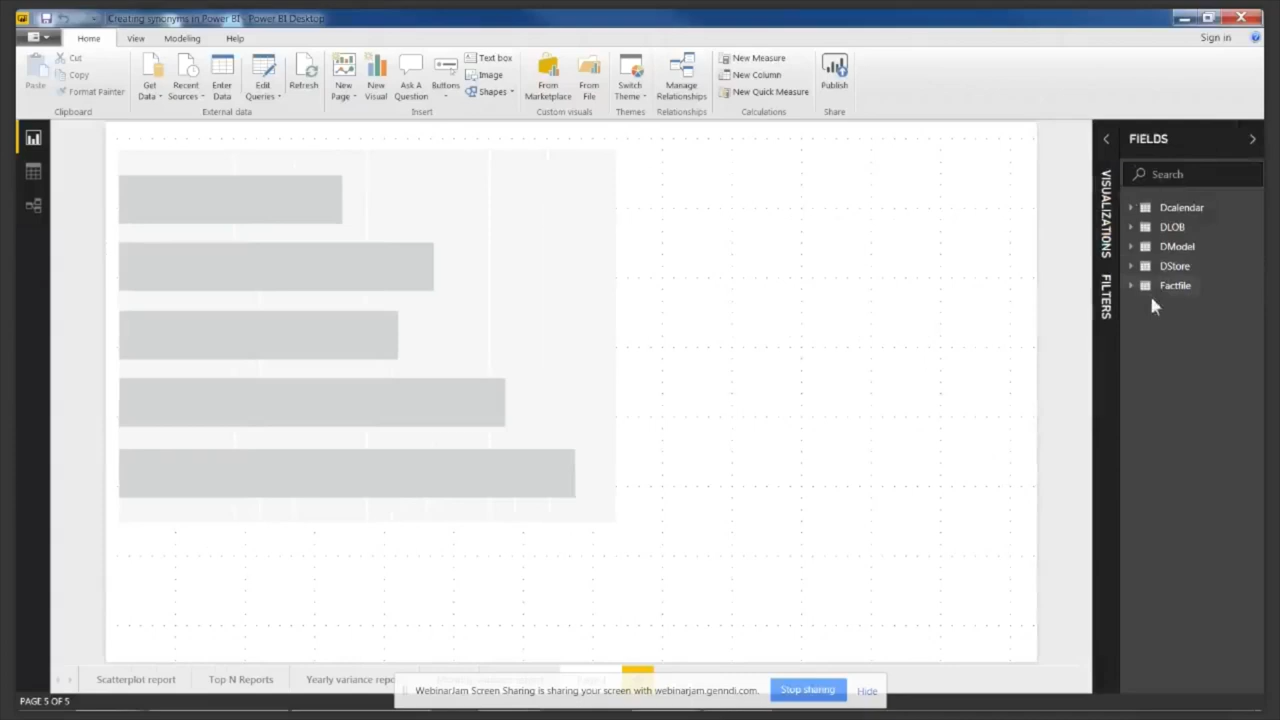 Creating synonyms in Power BI - Power BI Desktop
Home View Modeling Help
Sign in
Paste
Cut
Copy
Format Painter
Clipboard
Get Data
Recent Sources
Enter Data
Edit Queries
Refresh
External data
New Page
New Visual
Ask A Question
Buttons
Text box
Image
Shapes
Insert
From Marketplace
From File
Custom visuals
Switch Theme
Themes
Manage Relationships
Relationships
New Measure
New Column
New Quick Measure
Calculations
Publish
Share
VISUALIZATIONS
FILTERS
FIELDS
Search
Dcalendar
DLOB
DModel
DStore
Factfile
Scatterplot report
Top N Reports
Yearly variance repo
WebinarJam Screen Sharing is sharing your screen with webinarjam.genndi.com.
Stop sharing
Hide
PAGE 5 OF 5